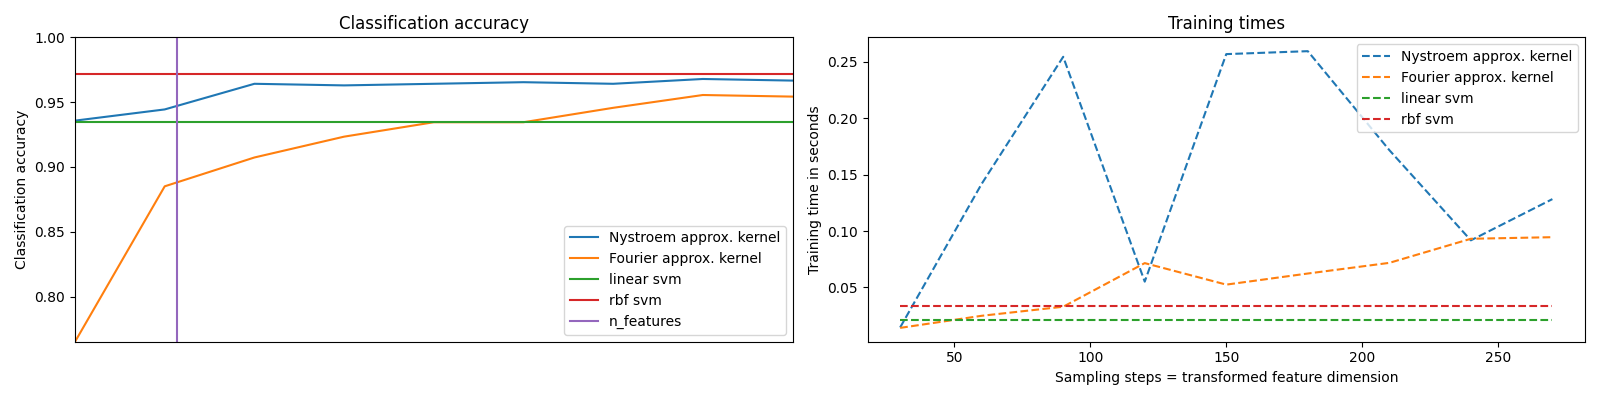 Classification accuracy
Classification accuracy
1.00
0.95
0.90
0.85
0.80
Nystroem approx. kernel
Fourier approx. kernel
linear svm
rbf svm
n_features
Training times
Training time in seconds
0.25
0.20
0.15
0.10
0.05
Nystroem approx. kernel
Fourier approx. kernel
linear svm
rbf svm
50 100 150 200 250
Sampling steps = transformed feature dimension